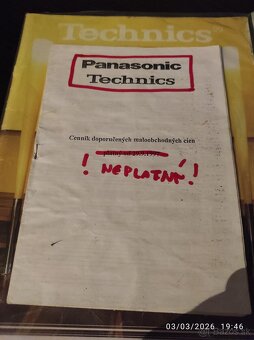 Technics
Panasonic
Technics
Cenník doporučených maloobchodných cien
! NEPLATNÉ!
03/03/2026 19:46